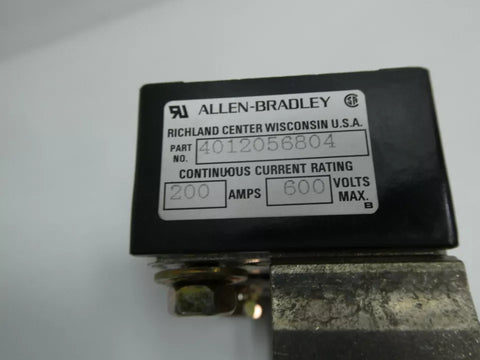 ALLEN-BRADLEY
RICHLAND CENTER WISCONSIN U.S.A.
PART NO. 4012056804
CONTINUOUS CURRENT RATING
200 AMPS 600 VOLTS MAX.
B